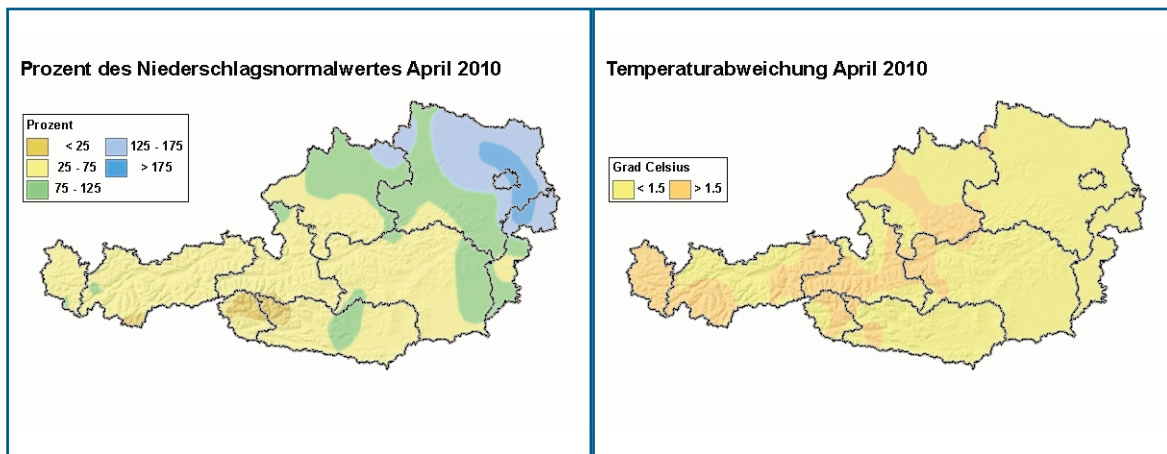 Prozent des Niederschlagsnormalwertes April 2010
Prozent
< 25
125 - 175
25 - 75
> 175
75 - 125
Temperaturabweichung April 2010
Grad Celsius
< 1.5
> 1.5